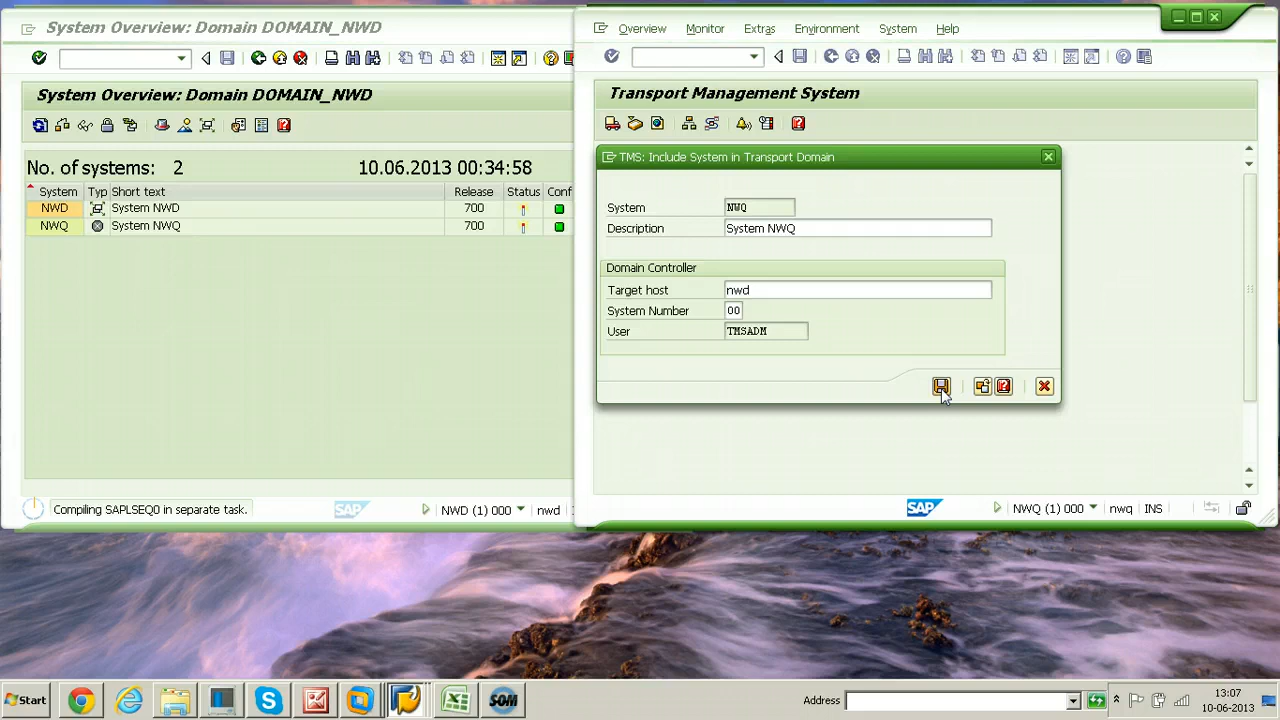 System Overview: Domain DOMAIN_NWD
System Overview: Domain DOMAIN_NWD
No. of systems: 2 10.06.2013 00:34:58
System Typ Short text Release Status Conf
NWD System NWD 700
NWQ System NWQ 700
Compiling SAPLSEQ0 in separate task. SAP NWD (1) 000 nwd
Overview Monitor Extras Environment System Help
Transport Management System
TMS: Include System in Transport Domain
System NWQ
Description System NWQ
Domain Controller
Target host nwd
System Number 00
User TMSADM
SAP NWQ (1) 000 nwq INS
Start SOM Address 13:07
10-06-2013